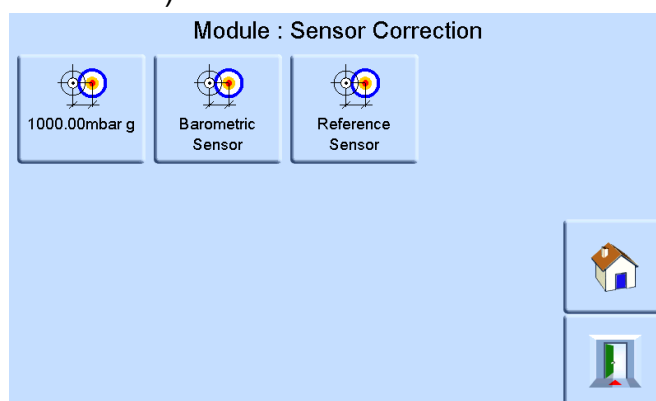 )
Module : Sensor Correction
1000.00mbar g
Barometric
Sensor
Reference
Sensor